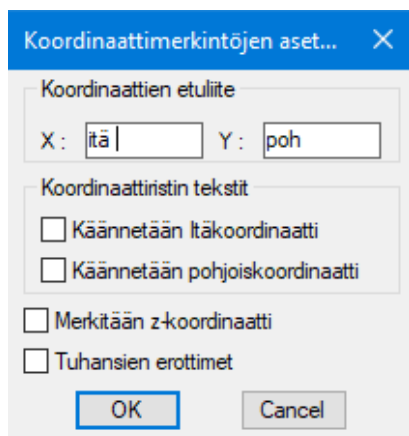 Koordinaattimerkintöjen aset...
Koordinaattien etuliite
X : itä Y : poh
Koordinaattiristin tekstit
Käännetään Itäkoordinaatti
Käännetään pohjoiskoordinaatti
Merkitään z-koordinaatti
Tuhansien erottimet
OK Cancel